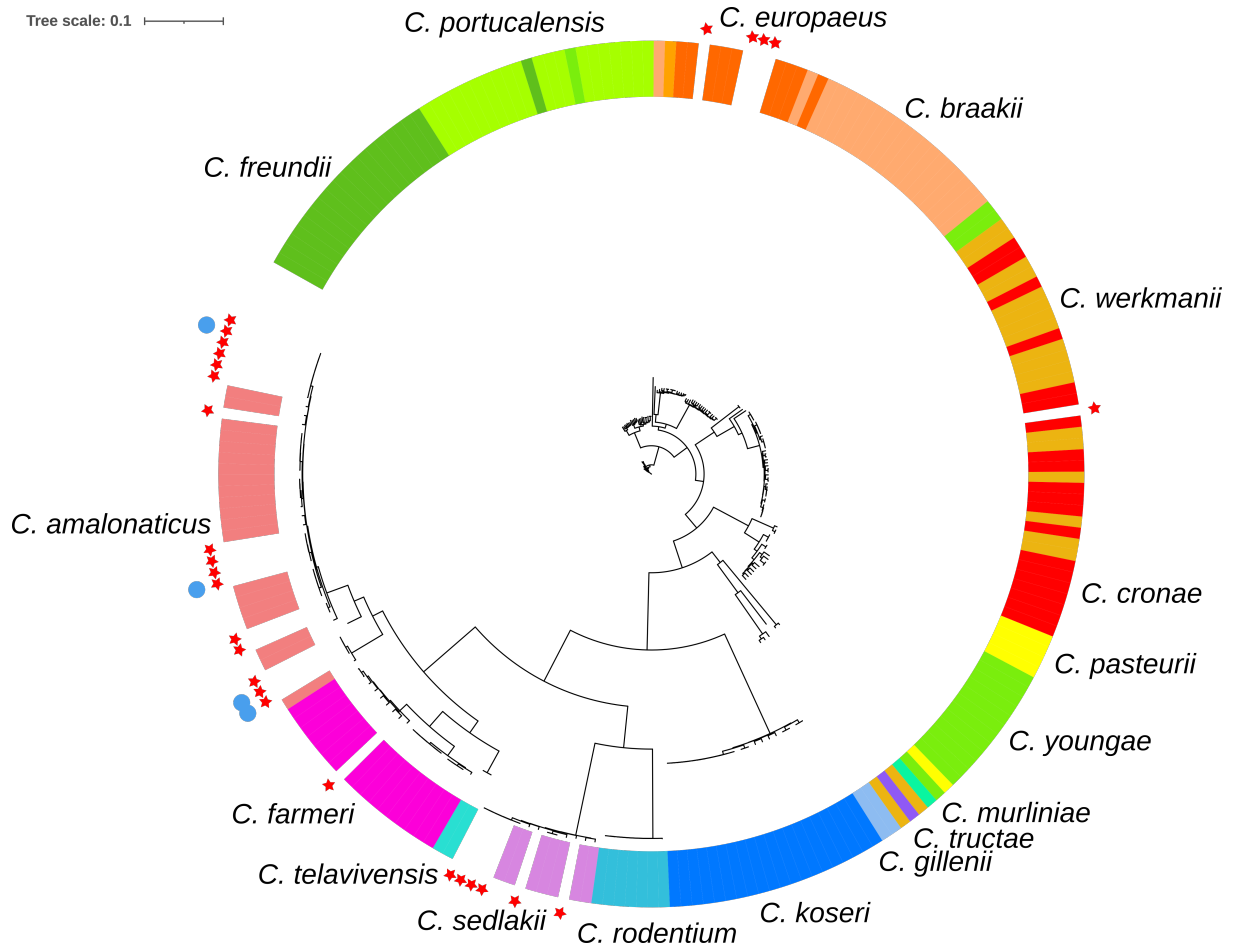 Tree scale: 0.1
C. portucalensis
C. europaeus
C. braakii
C. freundii
C. werkmanii
C. amalonaticus
C. cronae
C. pasteurii
C. youngae
C. farmeri
C. murliniae
C. tructae
C. gillenii
C. telavivensis
C. sedlakii
C. koseri
C. rodentium